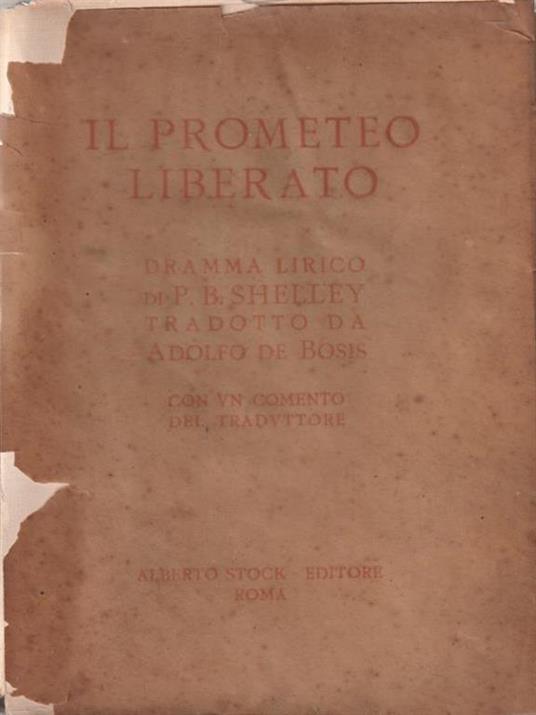 IL PROMETEO
LIBERATO
DRAMMA LIRICO
DI P. B. SHELLEY
TRADOTTO DA
ADOLFO DE BOSIS
CON VN COMENTO
DEL TRADVTTORE
ALBERTO STOCK - EDITORE
ROMA